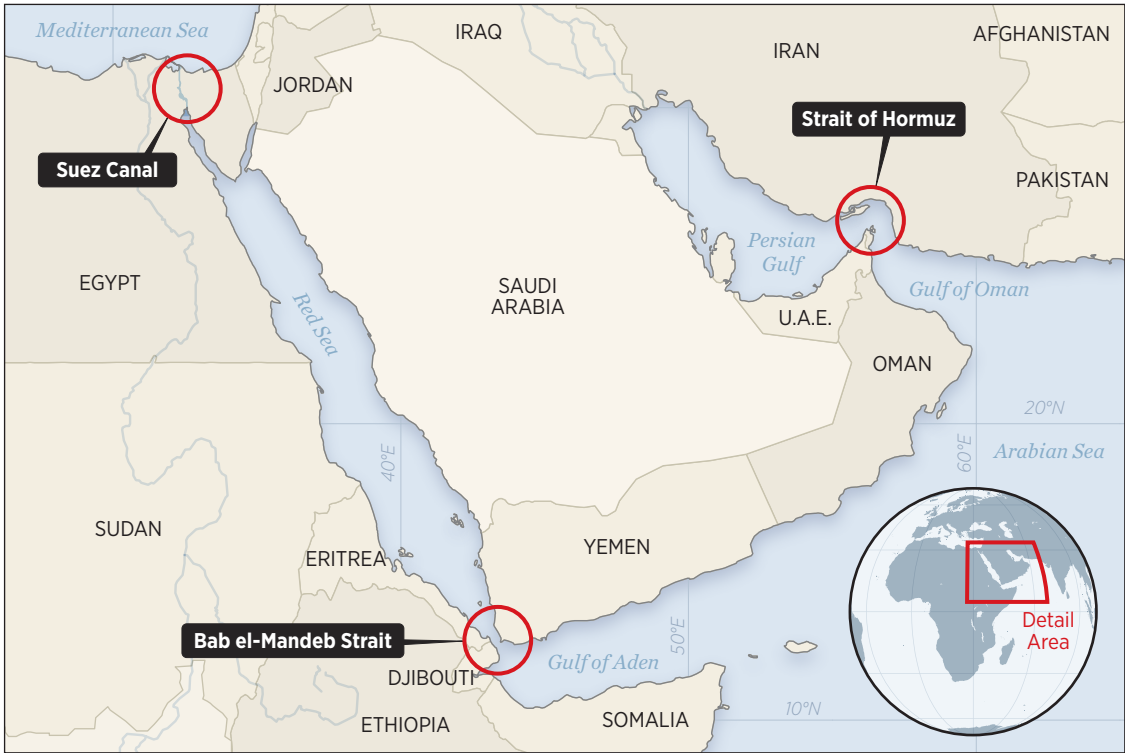 Mediterranean Sea
IRAQ
IRAN
AFGHANISTAN
JORDAN
Strait of Hormuz
Suez Canal
PAKISTAN
Persian
Gulf
EGYPT
SAUDI
ARABIA
Gulf of Oman
Red Sea
U.A.E.
OMAN
20°N
40°E
60°E
Arabian Sea
SUDAN
YEMEN
ERITREA
Detail
Area
Bab el-Mandeb Strait
50°E
Gulf of Aden
DJIBOUTI
10°N
ETHIOPIA
SOMALIA